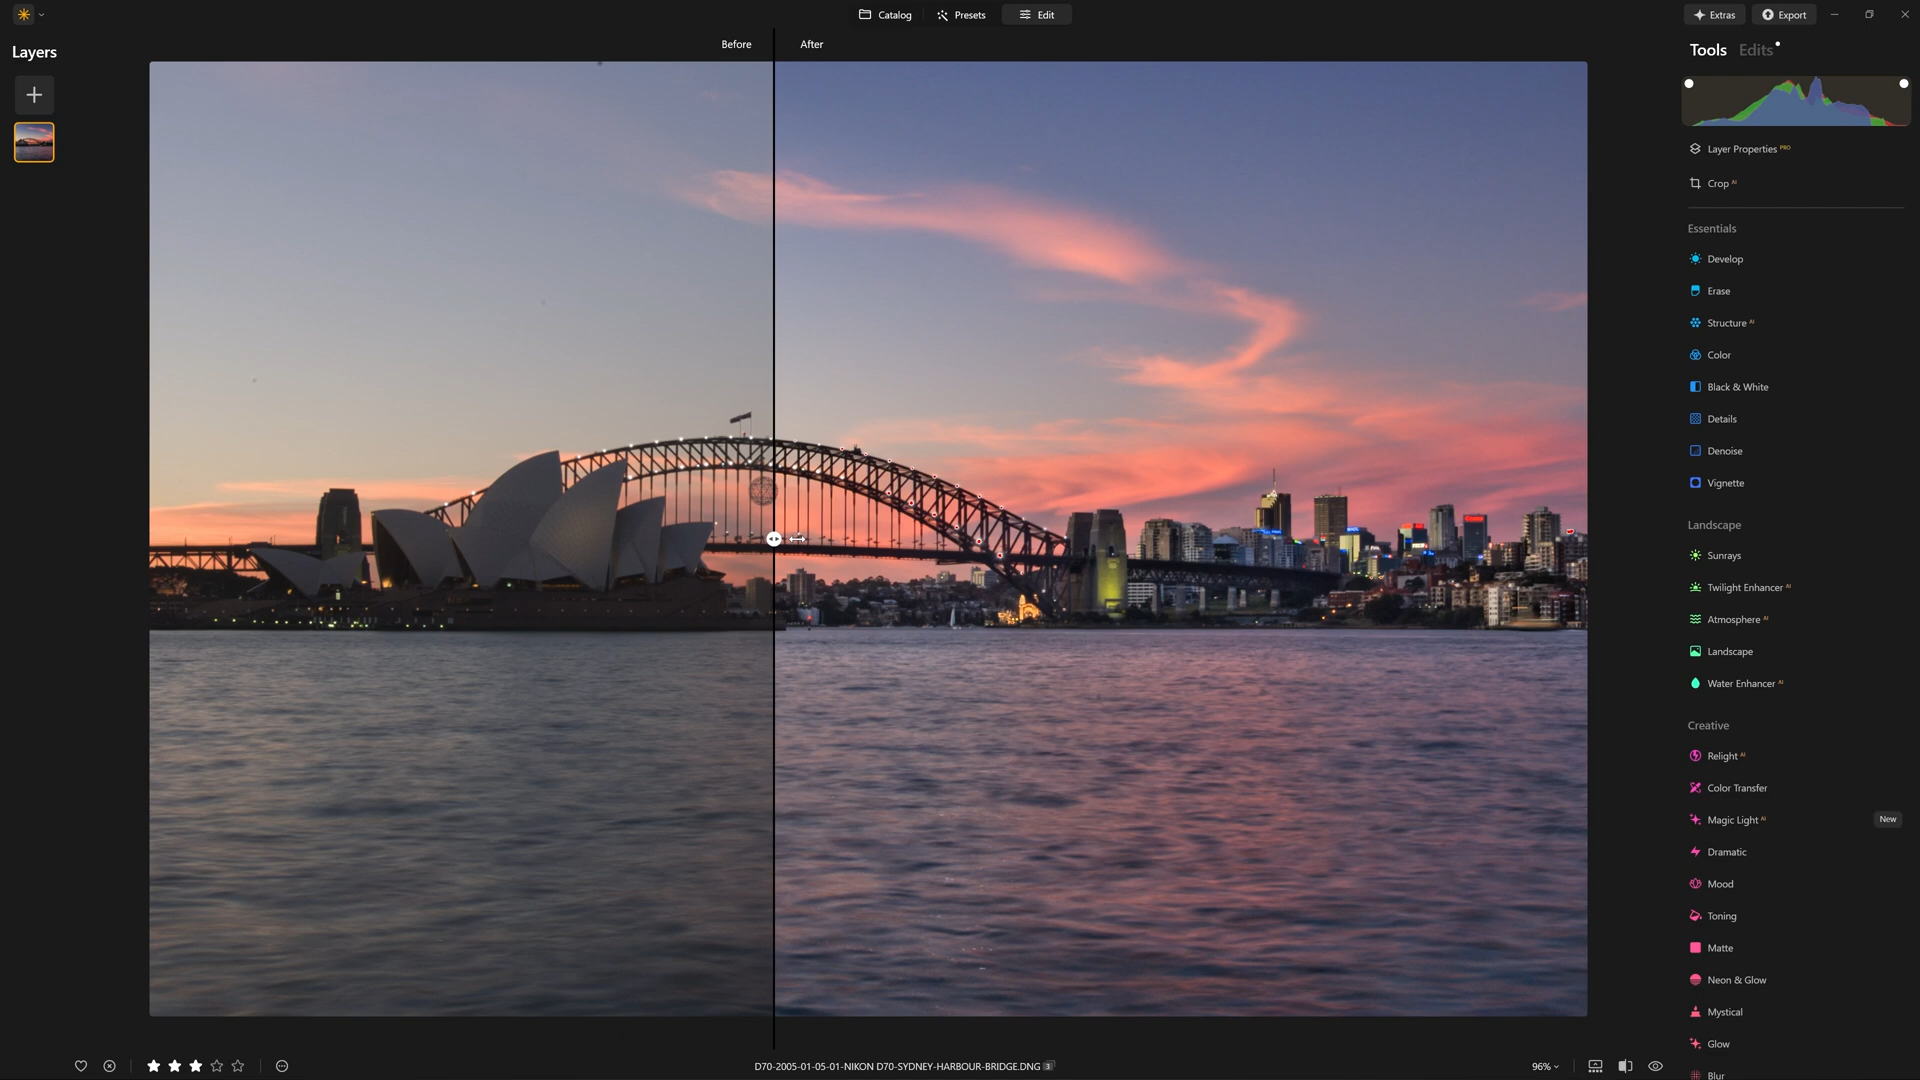 Catalog
Presets
Edit
Extras
Export
Layers
Before
After
Tools Edits
Layer Properties PRO
Crop AI
Essentials
Develop
Erase
Structure AI
Color
Black & White
Details
Denoise
Vignette
Landscape
Sunrays
Twilight Enhancer AI
Atmosphere AI
Landscape
Water Enhancer AI
Creative
Relight AI
Color Transfer
Magic Light AI New
Dramatic
Mood
Toning
Matte
Neon & Glow
Mystical
Glow
Blur
D70-2005-01-05-01-NIKON D70-SYDNEY-HARBOUR-BRIDGE.DNG 3
96%